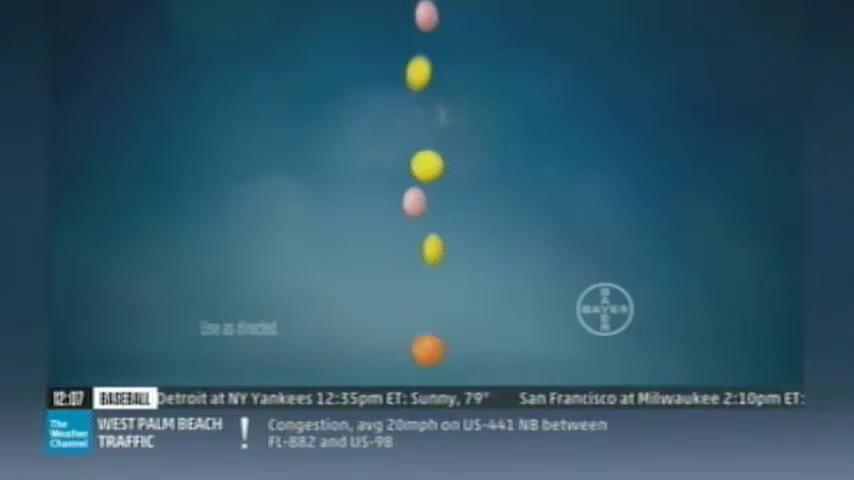 Use as directed.
BAYER
BAYER
12:07 BASEBALL Detroit at NY Yankees 12:35pm ET: Sunny, 79° San Francisco at Milwaukee 2:10pm ET:
The Weather Channel
WEST PALM BEACH TRAFFIC
! Congestion, avg 20mph on US-441 NB between
FL-882 and US-98